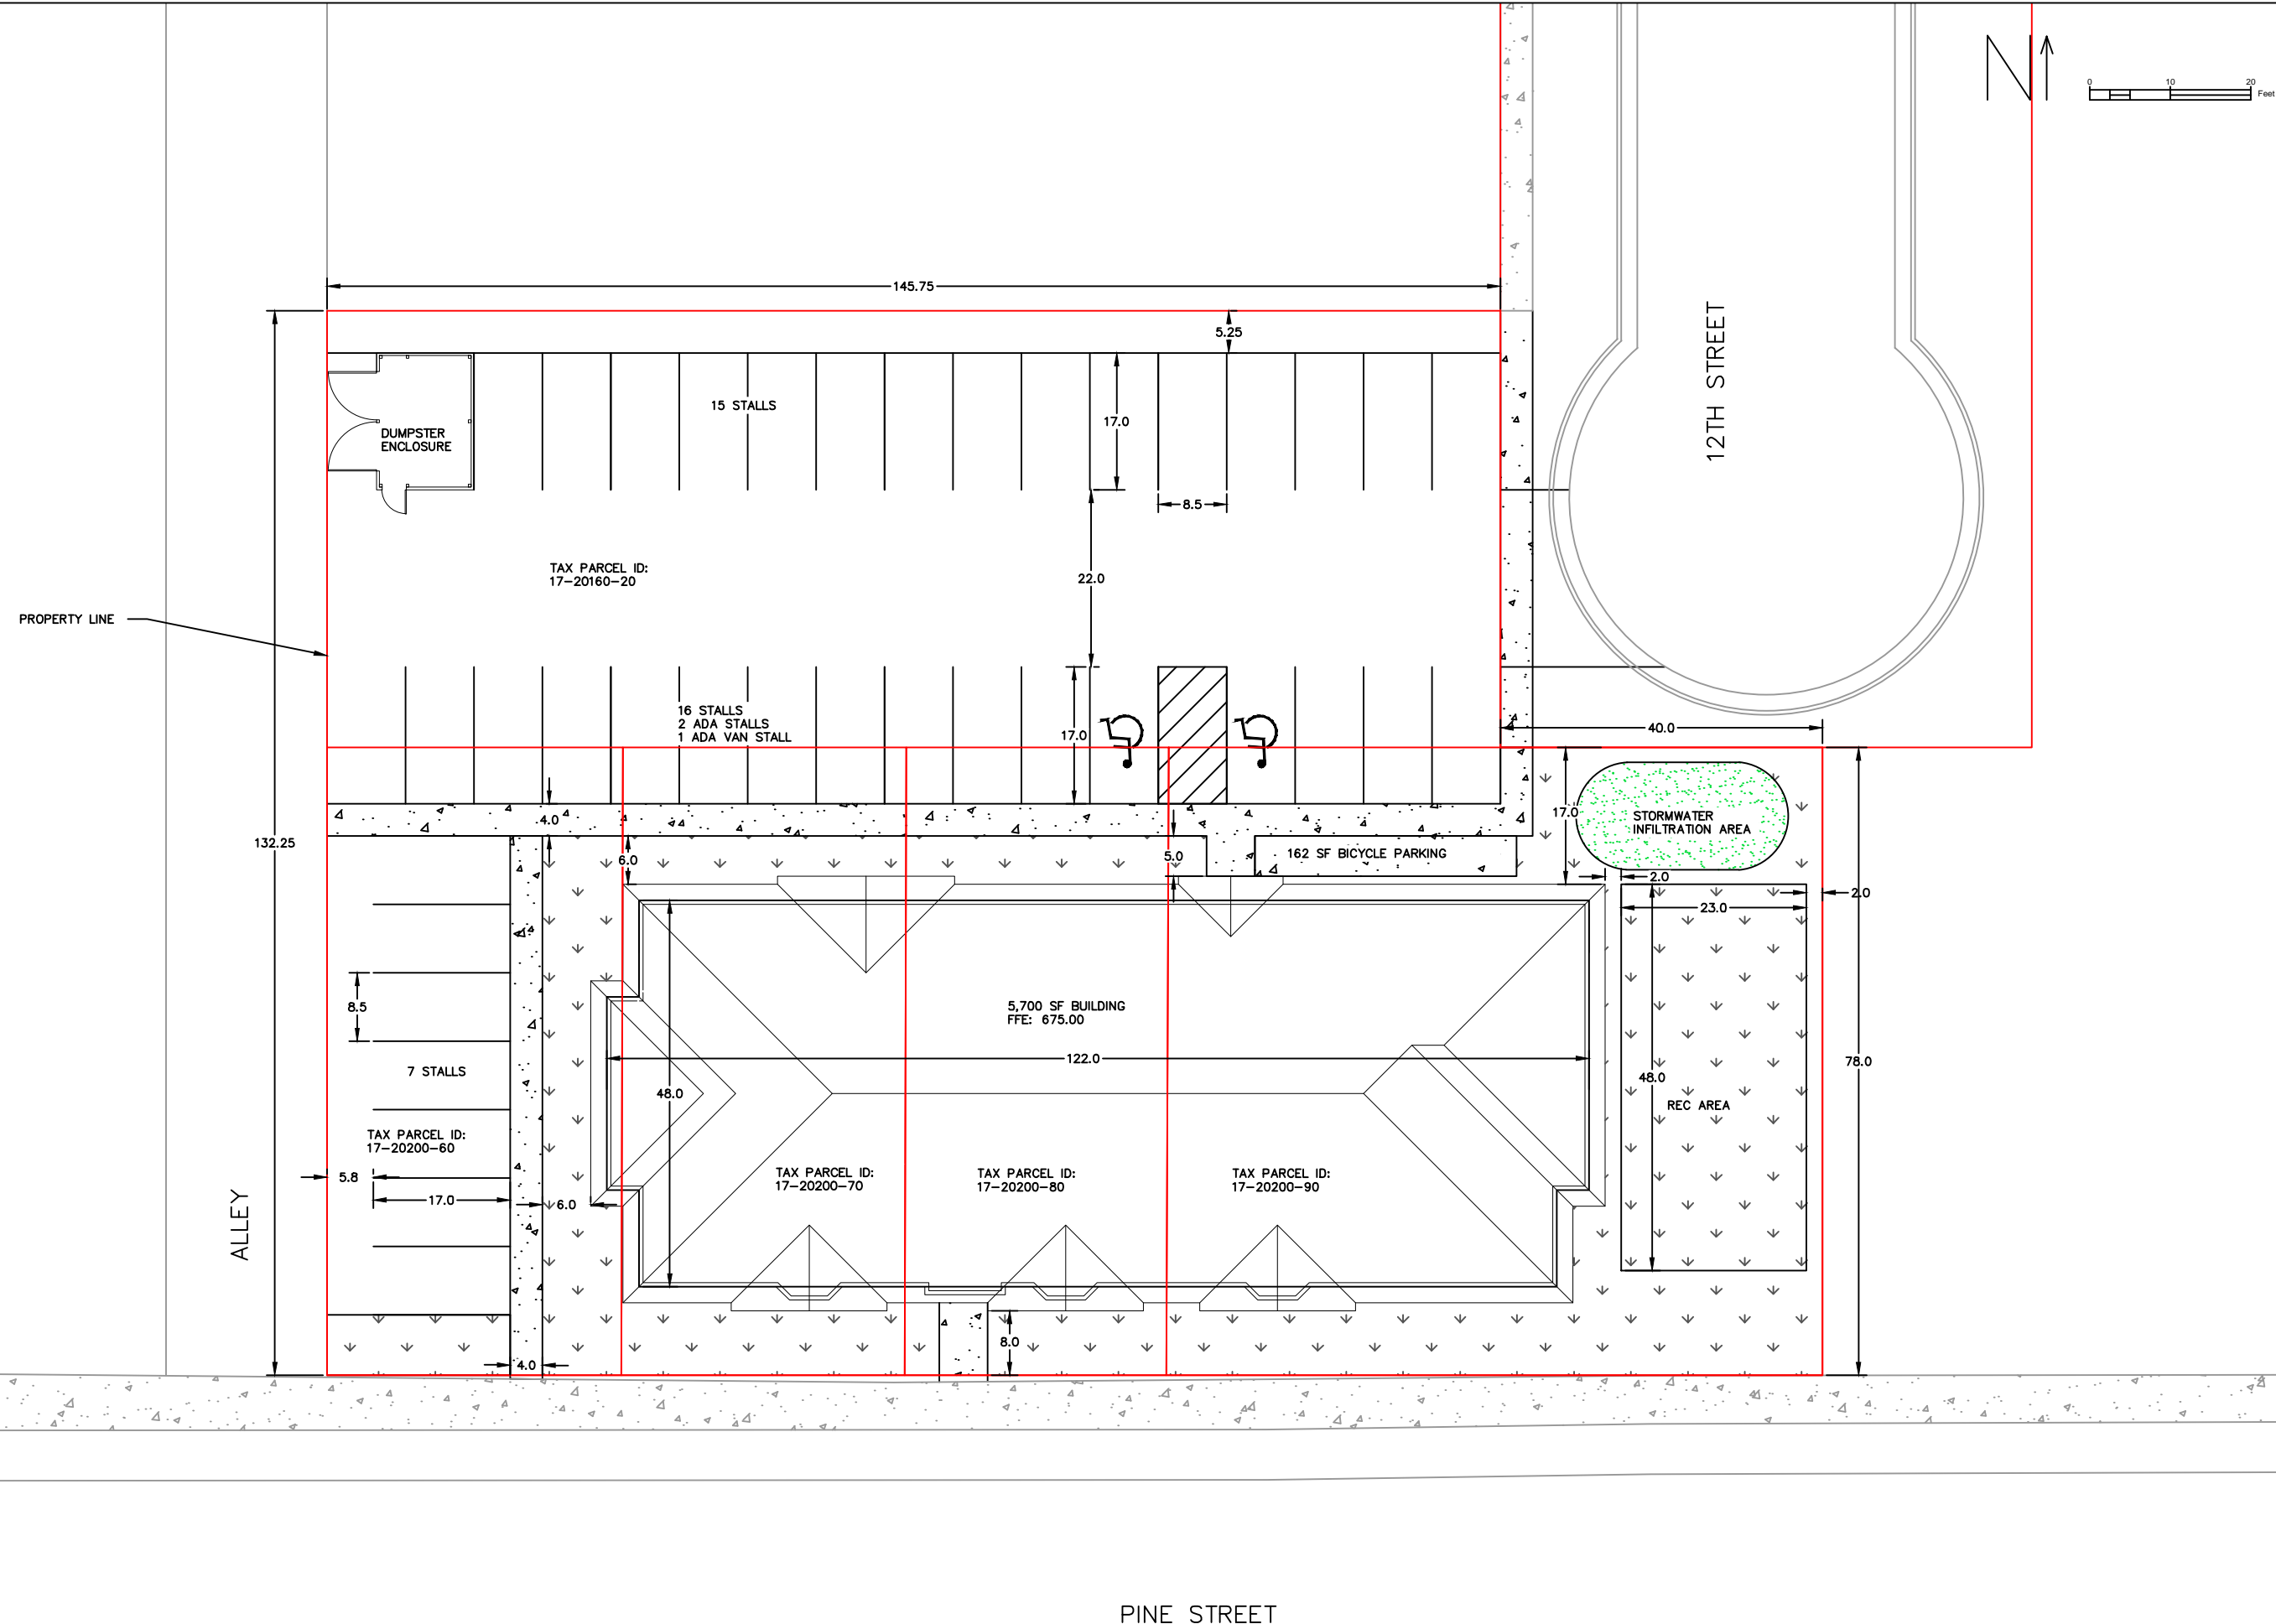 N
0 10 20
Feet
145.75
5.25
12TH STREET
15 STALLS
17.0
DUMPSTER
ENCLOSURE
8.5
TAX PARCEL ID:
17-20160-20
22.0
PROPERTY LINE
16 STALLS
2 ADA STALLS
1 ADA VAN STALL
17.0
40.0
17.0
STORMWATER
INFILTRATION AREA
4.0
132.25
6.0
5.0
162 SF BICYCLE PARKING
2.0
2.0
23.0
8.5
5,700 SF BUILDING
FFE: 675.00
122.0
78.0
7 STALLS
48.0
48.0
REC AREA
TAX PARCEL ID:
17-20200-60
TAX PARCEL ID:
17-20200-70
TAX PARCEL ID:
17-20200-80
TAX PARCEL ID:
17-20200-90
5.8
17.0
6.0
ALLEY
8.0
4.0
PINE STREET